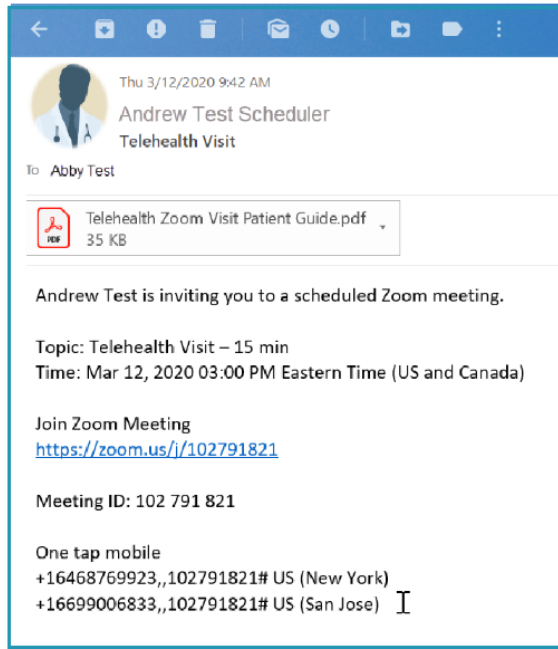 Thu 3/12/2020 9:42 AM
Andrew Test Scheduler
Telehealth Visit
To Abby Test
PDF
Telehealth Zoom Visit Patient Guide.pdf
35 KB
Andrew Test is inviting you to a scheduled Zoom meeting.
Topic: Telehealth Visit – 15 min
Time: Mar 12, 2020 03:00 PM Eastern Time (US and Canada)
Join Zoom Meeting
https://zoom.us/j/102791821
Meeting ID: 102 791 821
One tap mobile
+16468769923,,102791821# US (New York)
+16699006833,,102791821# US (San Jose)